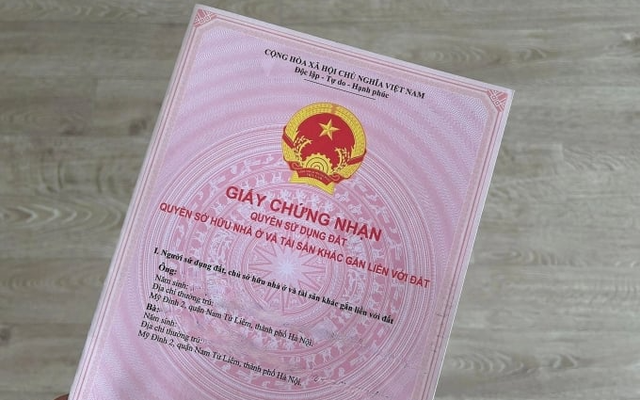 CỘNG HÒA XÃ HỘI CHỦ NGHĨA VIỆT NAM
Độc lập - Tự do - Hạnh phúc
GIẤY CHỨNG NHẬN
QUYỀN SỬ DỤNG ĐẤT
QUYỀN SỞ HỮU NHÀ Ở VÀ TÀI SẢN KHÁC GẮN LIỀN VỚI ĐẤT
I. Người sử dụng đất, chủ sở hữu nhà ở và tài sản khác gắn liền với đất
Ông:
Năm sinh:
Địa chỉ thường trú:
Mỹ Đình 2, quận Nam Từ Liêm, thành phố Hà Nội.
Bà:
Năm sinh:
Địa chỉ thường trú:
Mỹ Đình 2, quận Nam Từ Liêm, thành phố Hà Nội.